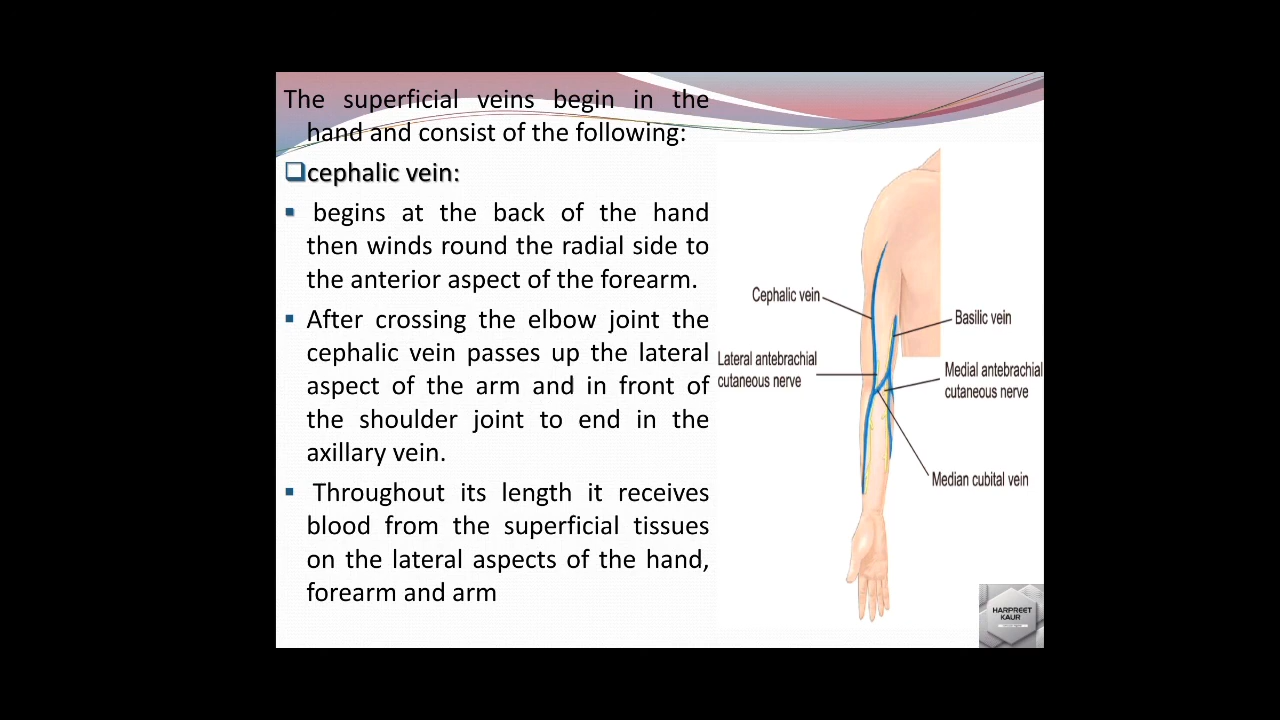 The superficial veins begin in the
hand and consist of the following:
❑cephalic vein:
▪ begins at the back of the hand
then winds round the radial side to
the anterior aspect of the forearm.
▪ After crossing the elbow joint the
cephalic vein passes up the lateral
aspect of the arm and in front of
the shoulder joint to end in the
axillary vein.
▪ Throughout its length it receives
blood from the superficial tissues
on the lateral aspects of the hand,
forearm and arm
Cephalic vein
Basilic vein
Lateral antebrachial
cutaneous nerve
Medial antebrachial
cutaneous nerve
Median cubital vein
HARPREET
KAUR